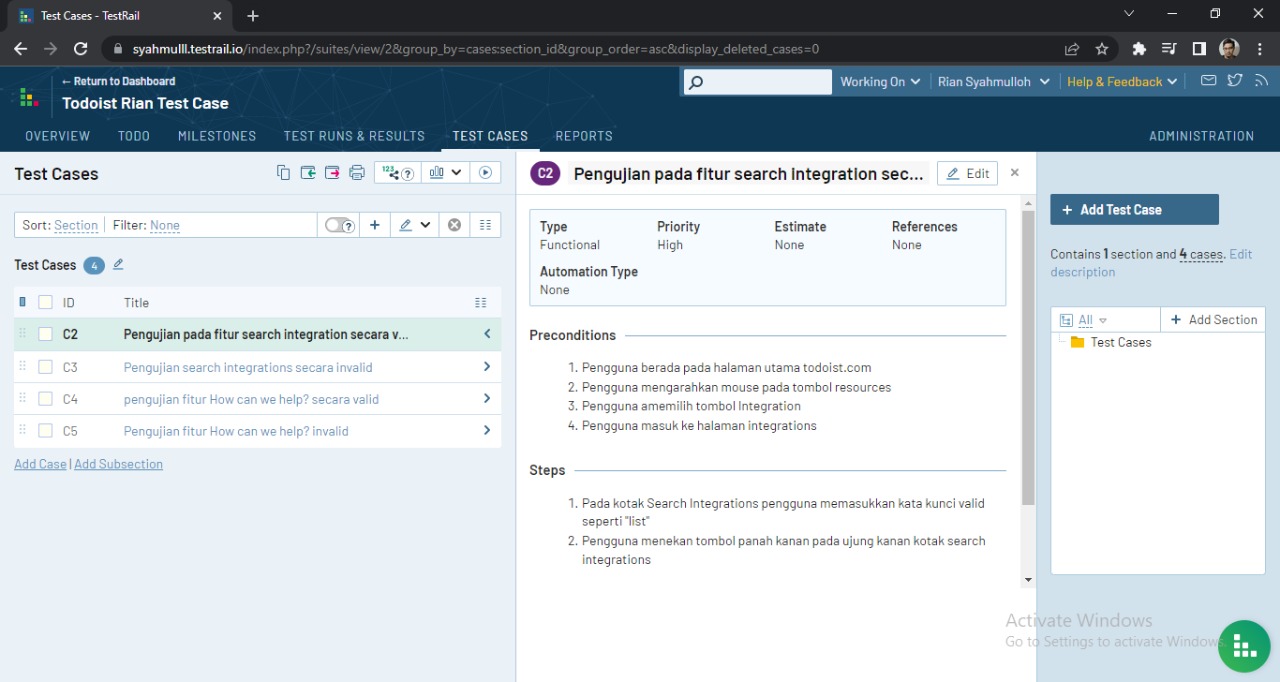 Test Cases - TestRail
syahmulll.testrail.io/index.php?/suites/view/2&group_by=cases:section_id&group_order=asc&display_deleted_cases=0
← Return to Dashboard
Todoist Rian Test Case
Working On
Rian Syahmulloh
Help & Feedback
OVERVIEW TODO MILESTONES TEST RUNS & RESULTS TEST CASES REPORTS ADMINISTRATION
Test Cases
123
?
Sort: Section Filter: None
?
Test Cases 4
ID Title
C2 Pengujian pada fitur search integration secara v...
C3 Pengujian search integrations secara invalid
C4 pengujian fitur How can we help? secara valid
C5 Pengujian fitur How can we help? invalid
Add Case | Add Subsection
C2 Pengujian pada fitur search integration sec... Edit
Type Priority Estimate References
Functional High None None
Automation Type
None
Preconditions
1. Pengguna berada pada halaman utama todoist.com
2. Pengguna mengarahkan mouse pada tombol resources
3. Pengguna amemilih tombol Integration
4. Pengguna masuk ke halaman integrations
Steps
1. Pada kotak Search Integrations pengguna memasukkan kata kunci valid
seperti "list"
2. Pengguna menekan tombol panah kanan pada ujung kanan kotak search
integrations
+ Add Test Case
Contains 1 section and 4 cases. Edit
description
All + Add Section
Test Cases
Activate Windows
Go to Settings to activate Windows.